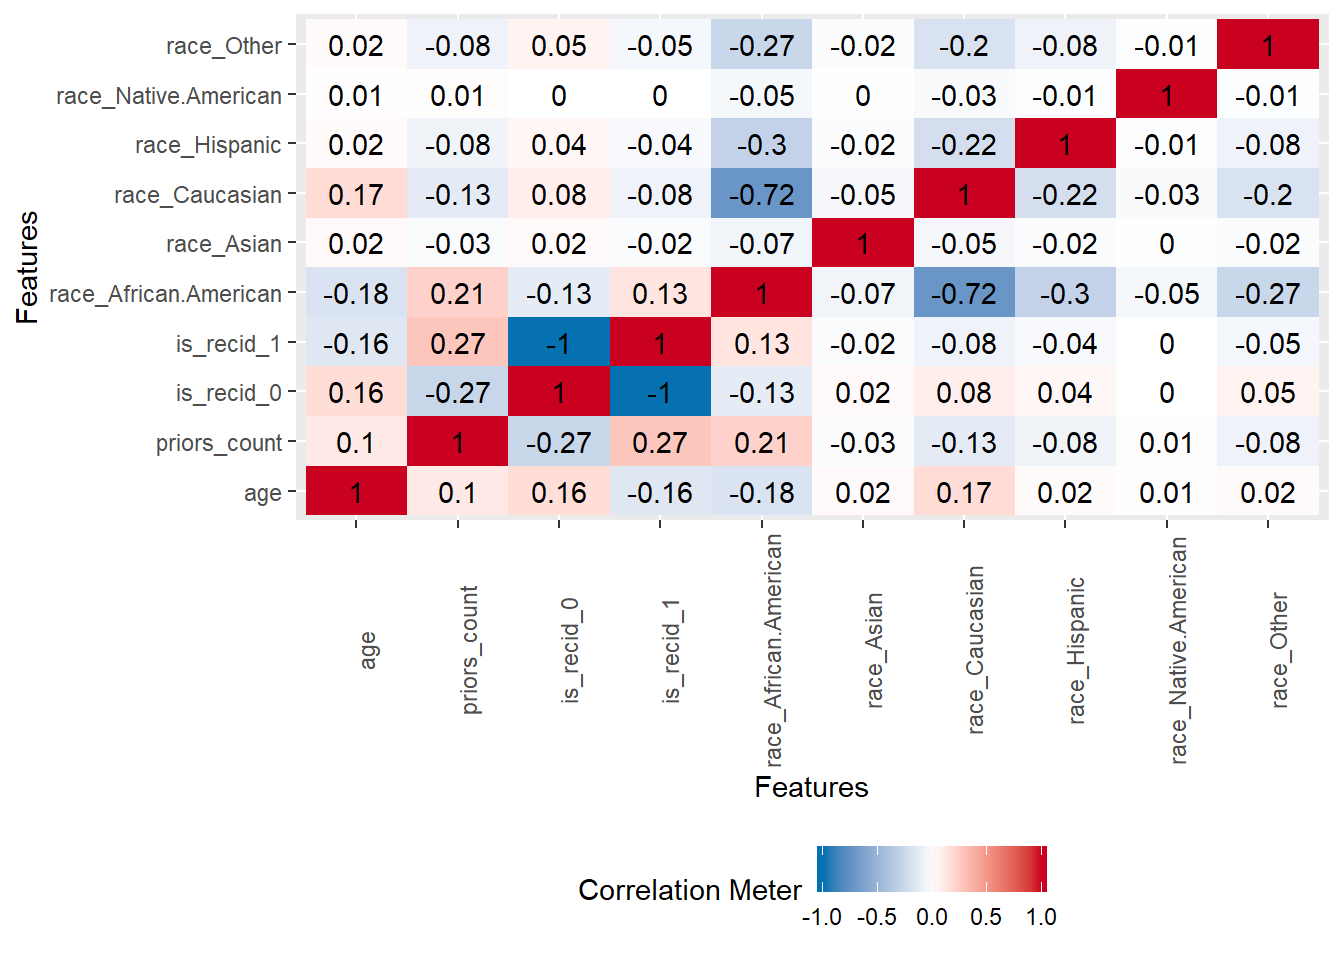 race_Other 0.02 -0.08 0.05 -0.05 -0.27 -0.02 -0.2 -0.08 -0.01 1
race_Native.American 0.01 0.01 0 0 -0.05 0 -0.03 -0.01 1 -0.01
race_Hispanic 0.02 -0.08 0.04 -0.04 -0.3 -0.02 -0.22 1 -0.01 -0.08
race_Caucasian 0.17 -0.13 0.08 -0.08 -0.72 -0.05 1 -0.22 -0.03 -0.2
race_Asian 0.02 -0.03 0.02 -0.02 -0.07 1 -0.05 -0.02 0 -0.02
race_African.American -0.18 0.21 -0.13 0.13 1 -0.07 -0.72 -0.3 -0.05 -0.27
is_recid_1 -0.16 0.27 -1 1 0.13 -0.02 -0.08 -0.04 0 -0.05
is_recid_0 0.16 -0.27 1 -1 -0.13 0.02 0.08 0.04 0 0.05
priors_count 0.1 1 -0.27 0.27 0.21 -0.03 -0.13 -0.08 0.01 -0.08
age 1 0.1 0.16 -0.16 -0.18 0.02 0.17 0.02 0.01 0.02
Features
age
priors_count
is_recid_0
is_recid_1
race_African.American
race_Asian
race_Caucasian
race_Hispanic
race_Native.American
race_Other
Features
Correlation Meter
-1.0 -0.5 0.0 0.5 1.0